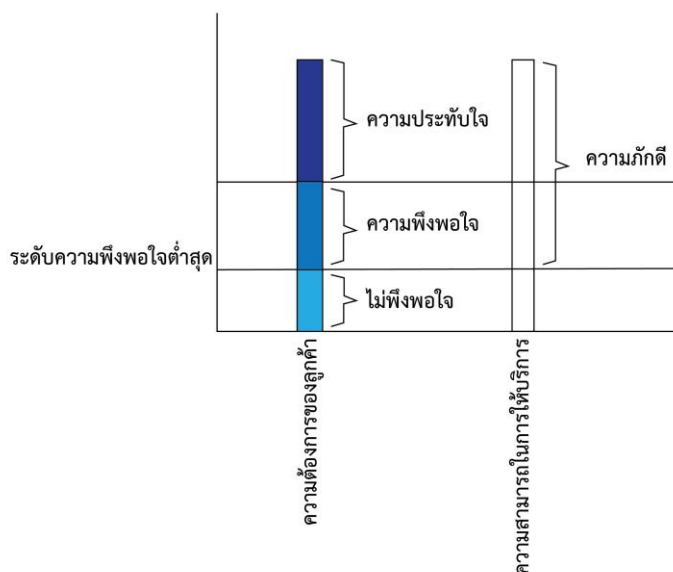 ความประทับใจ
ความภักดี
ความพึงพอใจ
ระดับความพึงพอใจต่ำสุด
ไม่พึงพอใจ
ความต้องการของลูกค้า
ความสามารถในการให้บริการ